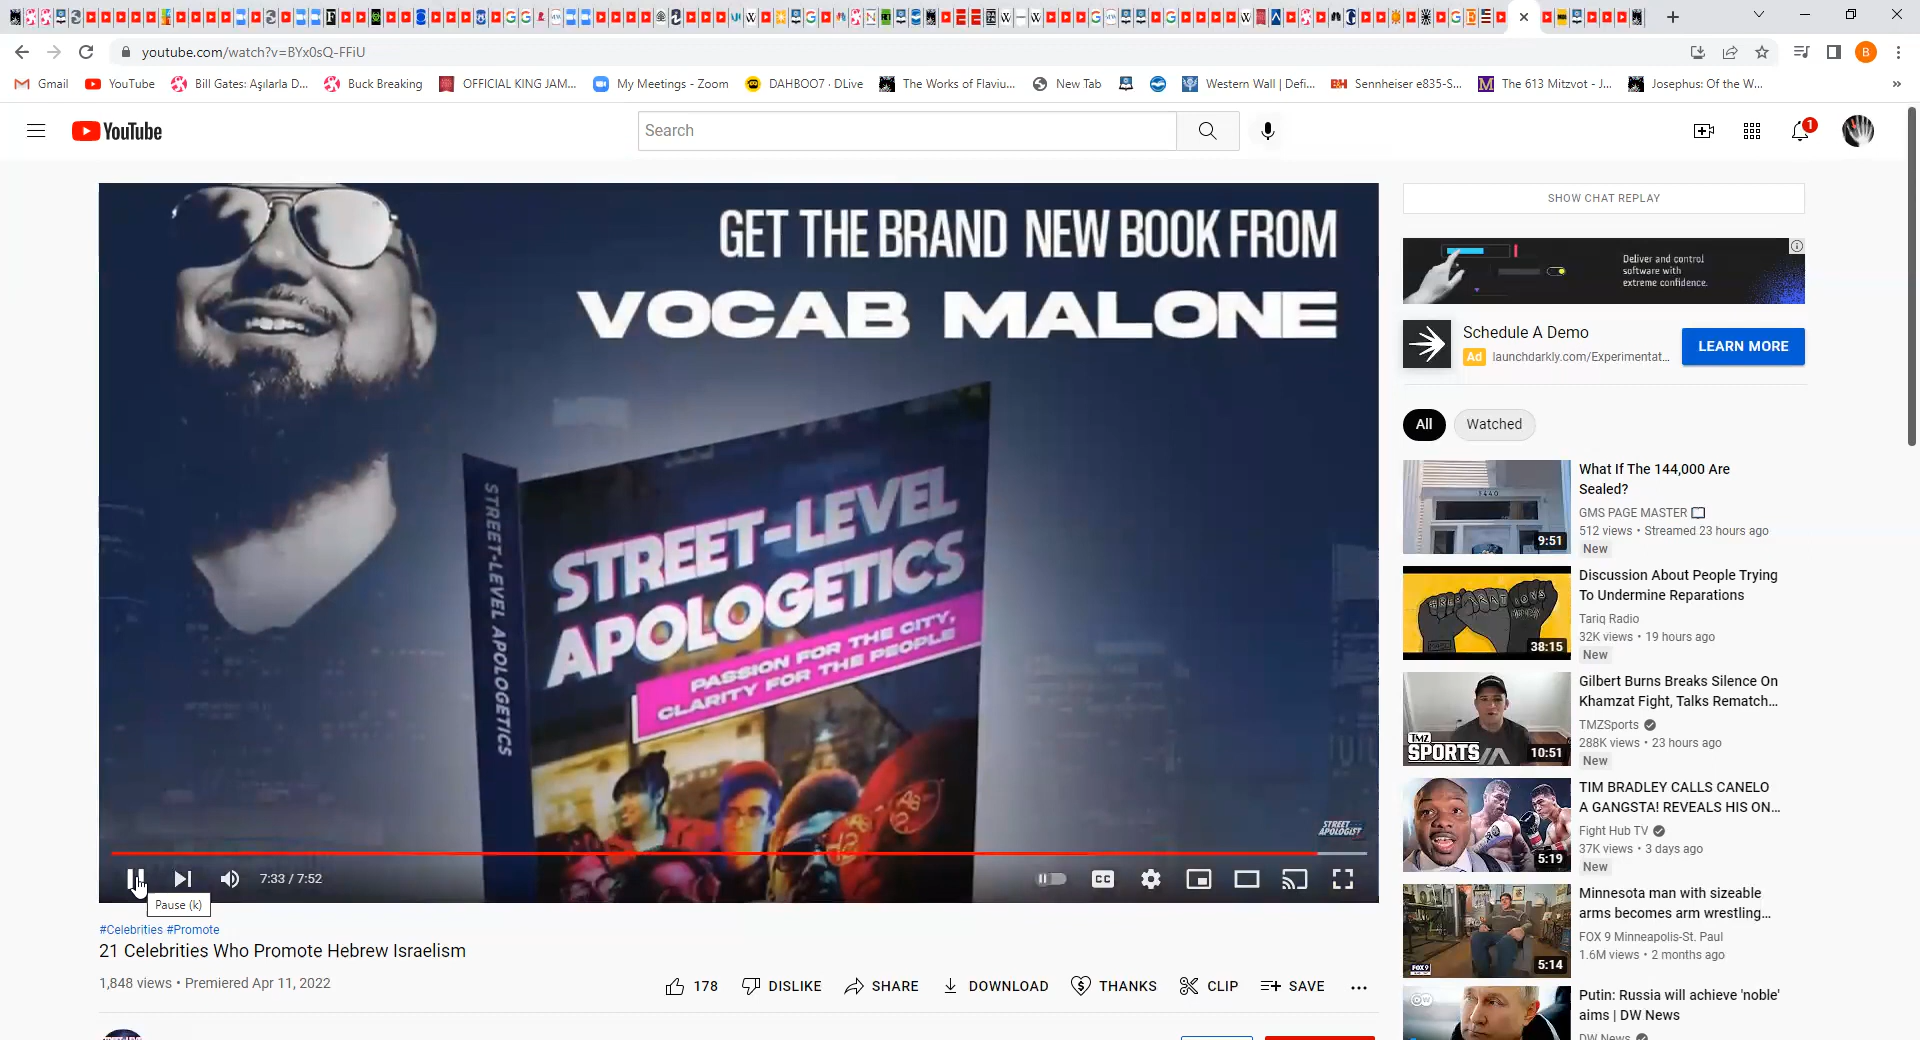 youtube.com/watch?v=BYx0sQ-FFiU
B
Gmail
YouTube
Bill Gates: Aşılarla D...
Buck Breaking
OFFICIAL KING JAM...
My Meetings - Zoom
DAHBOO7 · DLive
The Works of Flaviu...
New Tab
Western Wall | Defi...
BH Sennheiser e835-S...
The 613 Mitzvot - J...
Josephus: Of the W...
»
YouTube
Search
1
GET THE BRAND NEW BOOK FROM
VOCAB MALONE
STREET-LEVEL APOLOGETICS
STREET-LEVEL
APOLOGETICS
PASSION FOR THE CITY,
CLARITY FOR THE PEOPLE
STREET
APOLOGIST
7:33 / 7:52
CC
Pause (k)
#Celebrities #Promote
21 Celebrities Who Promote Hebrew Israelism
1,848 views • Premiered Apr 11, 2022
178
DISLIKE
SHARE
DOWNLOAD
THANKS
CLIP
SAVE
SHOW CHAT REPLAY
Deliver and control
software with
extreme confidence.
Schedule A Demo
Ad launchdarkly.com/Experimentat...
LEARN MORE
All
Watched
1440
9:51
What If The 144,000 Are
Sealed?
GMS PAGE MASTER
512 views • Streamed 23 hours ago
New
38:15
Discussion About People Trying
To Undermine Reparations
Tariq Radio
32K views • 19 hours ago
New
TMZ
SPORTS
10:51
Gilbert Burns Breaks Silence On
Khamzat Fight, Talks Rematch...
TMZSports
288K views • 23 hours ago
New
5:19
TIM BRADLEY CALLS CANELO
A GANGSTA! REVEALS HIS ON...
Fight Hub TV
37K views • 3 days ago
New
FOX9
5:14
Minnesota man with sizeable
arms becomes arm wrestling...
FOX 9 Minneapolis-St. Paul
1.6M views • 2 months ago
DW
Putin: Russia will achieve 'noble'
aims | DW News
DW News